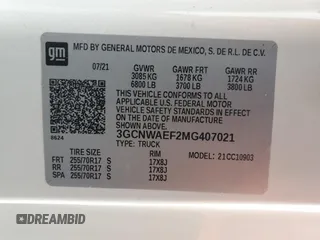 gm
MFD BY GENERAL MOTORS DE MEXICO, S. DE R.L. DE C.V.
07/21 GVWR GAWR FRT GAWR RR
3085 KG 1678 KG 1724 KG
6800 LB 3700 LB 3800 LB
THIS VEHICLE CONFORMS TO ALL
APPLICABLE U.S. FEDERAL MOTOR
VEHICLE SAFETY STANDARDS IN EFFECT
ON THE DATE OF MANUFACTURE SHOWN
ABOVE.
3GCNWAEF2MG407021
TYPE: TRUCK
9624
TIRE SIZE RIM 21CC10903
FRT 255/70R17 S 17X8J
RR 255/70R17 S 17X8J
SPA 255/70R17 S 17X8J
DREAMBID